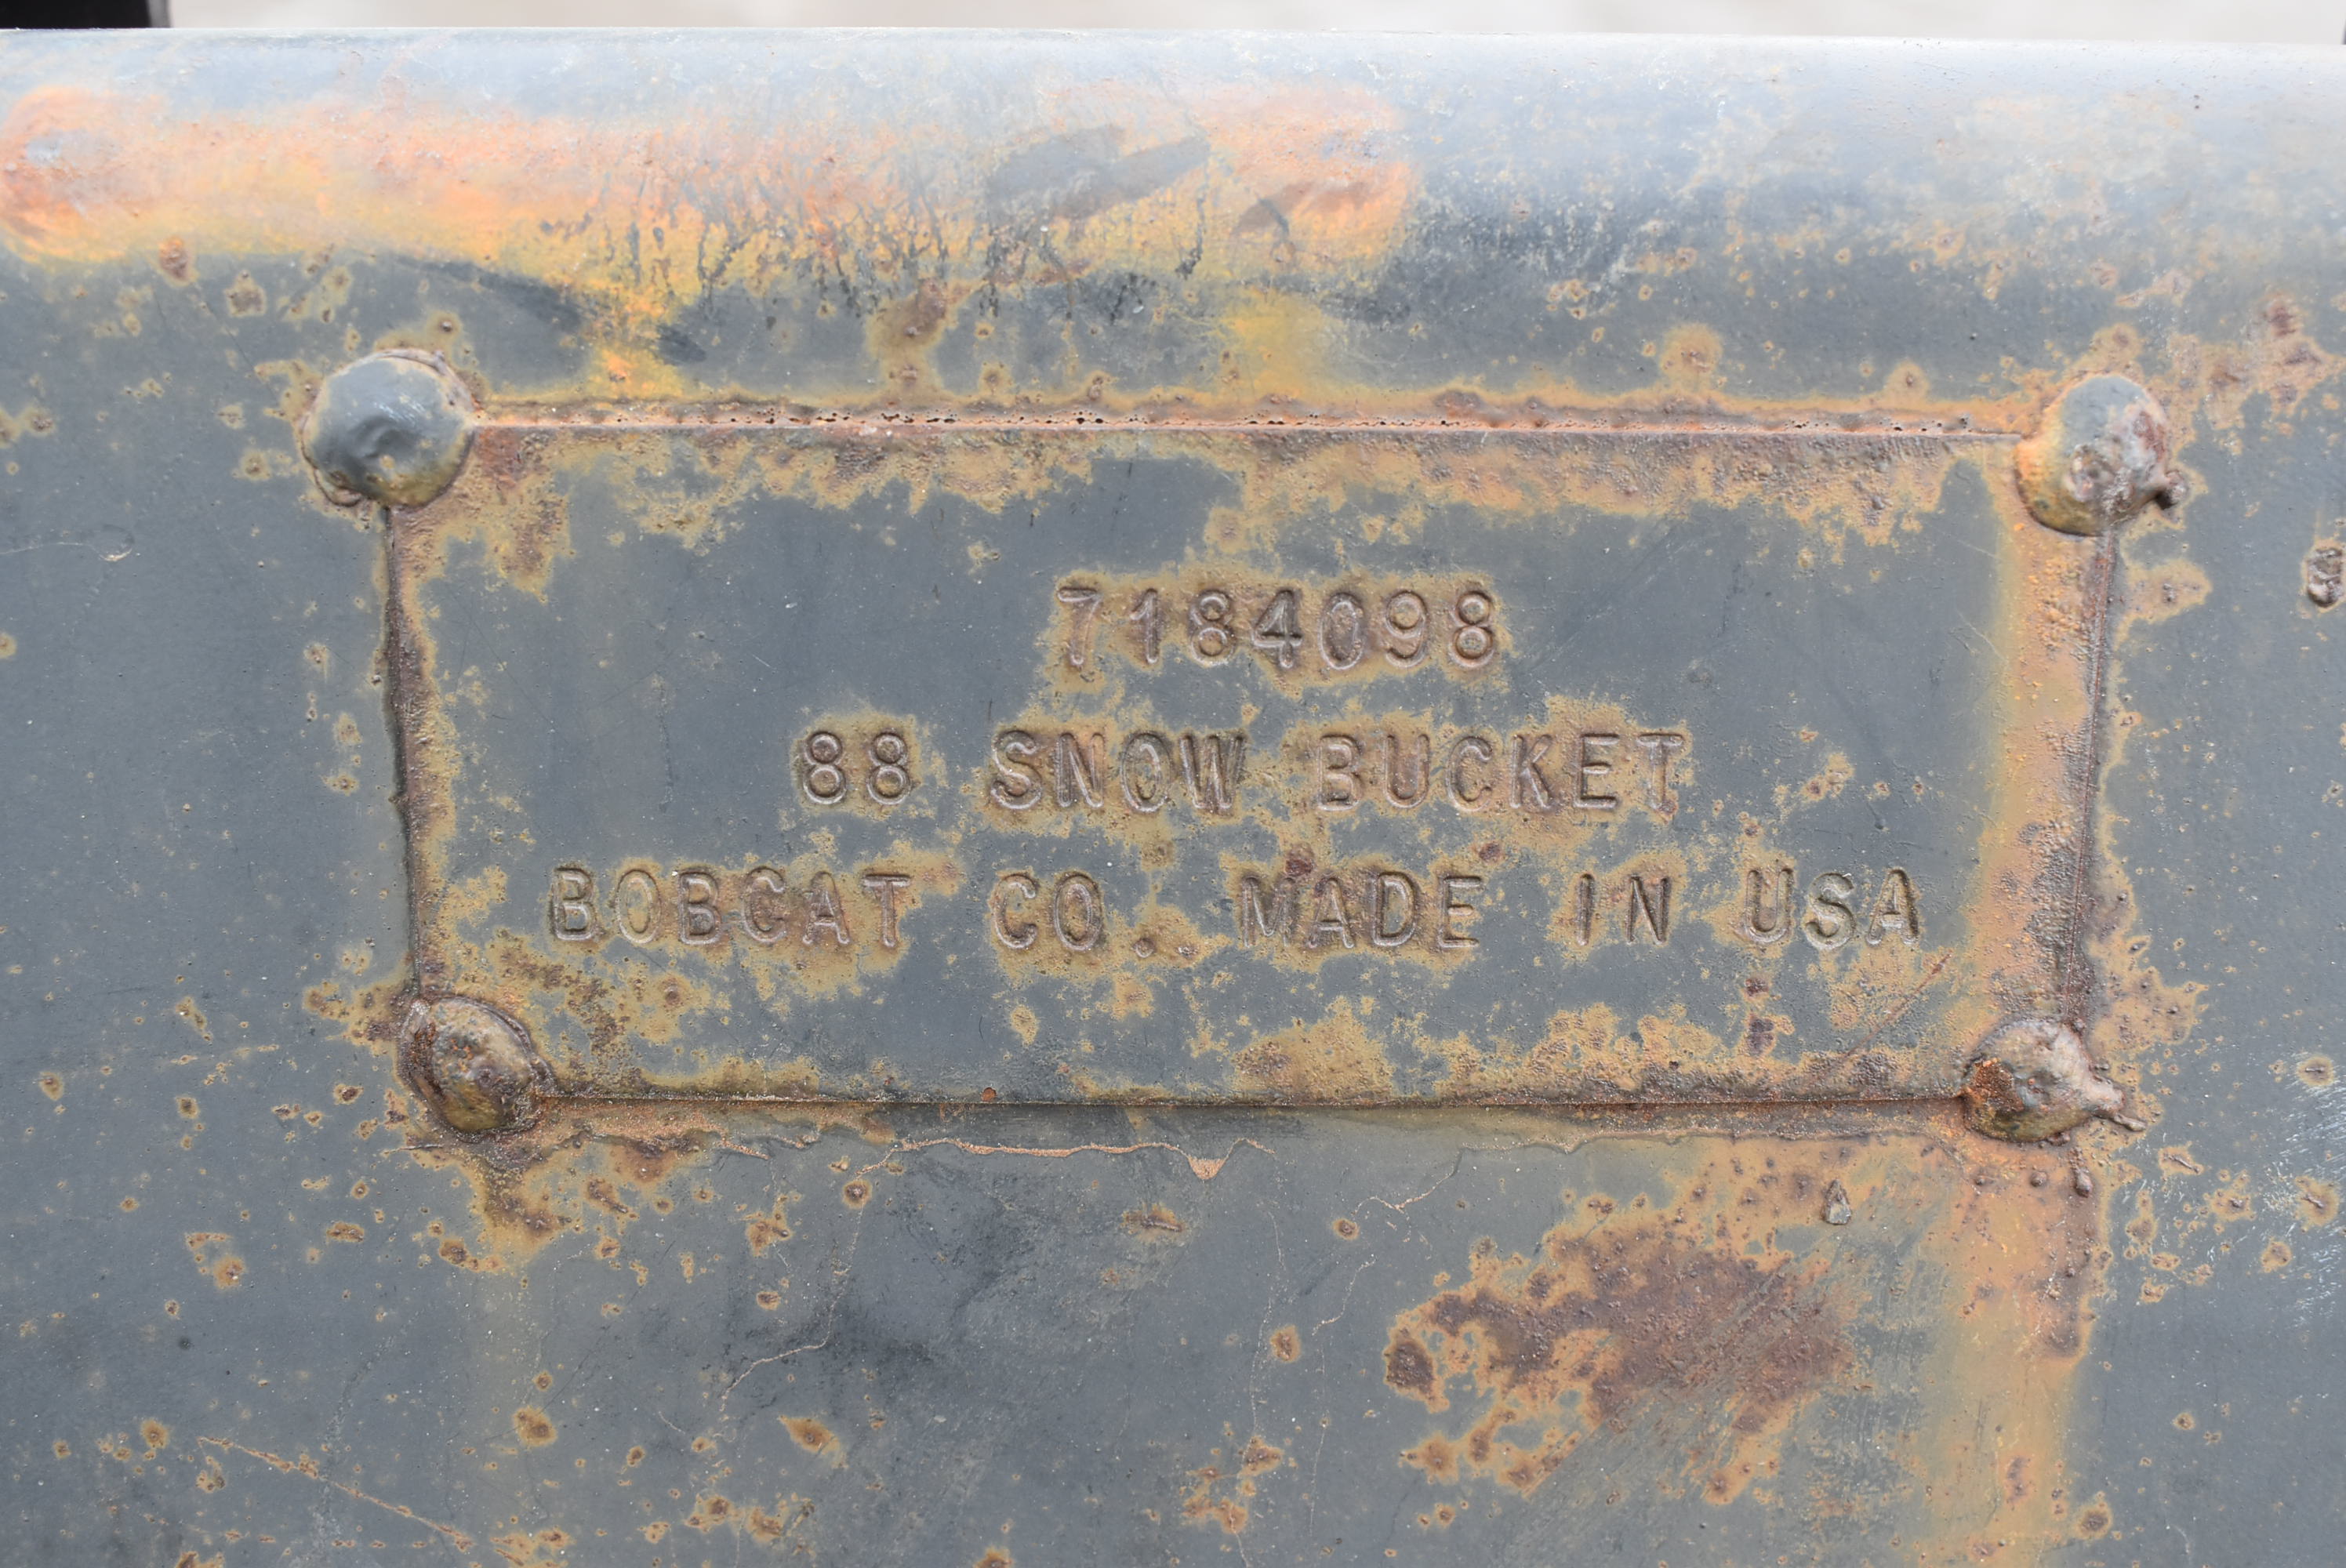 7184098
88 SNOW BUCKET
BOBCAT CO. MADE IN USA